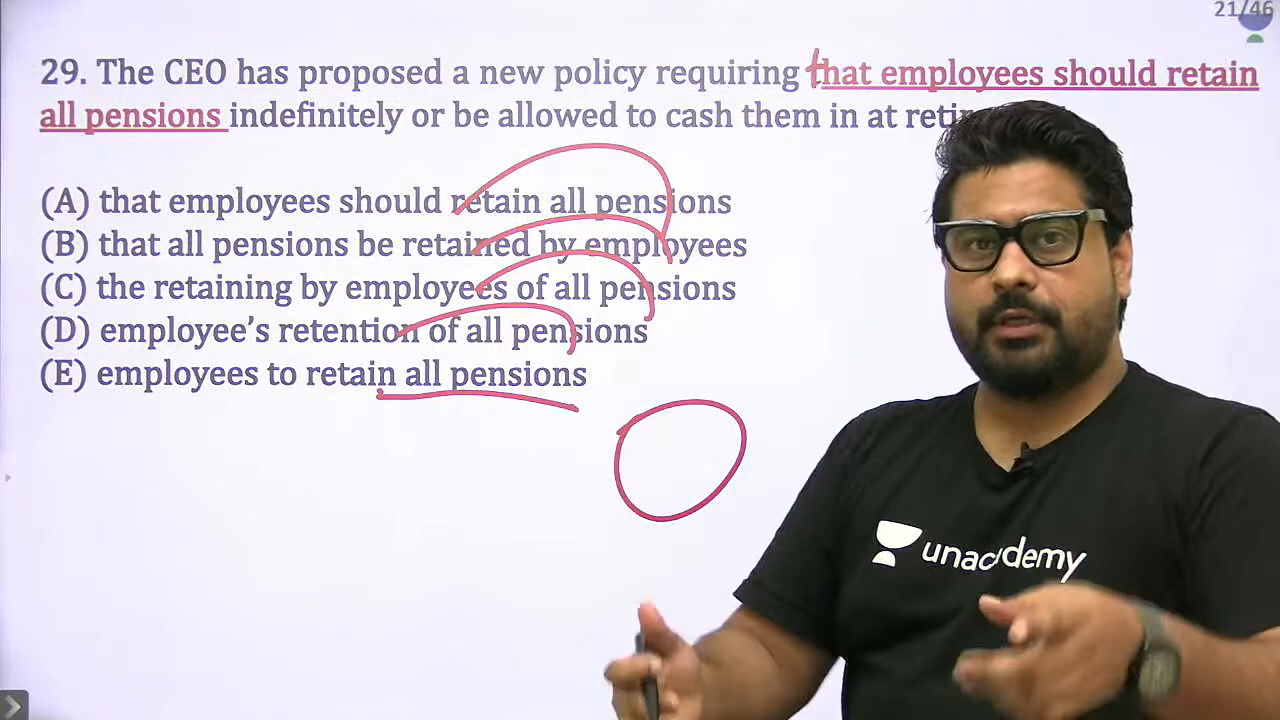 21/46
29. The CEO has proposed a new policy requiring that employees should retain
all pensions indefinitely or be allowed to cash them in at
(A) that employees should retain all pensions
(B) that all pensions be retained by employees
(C) the retaining by employees of all pensions
(D) employee’s retention of all pensions
(E) employees to retain all pensions
unacademy